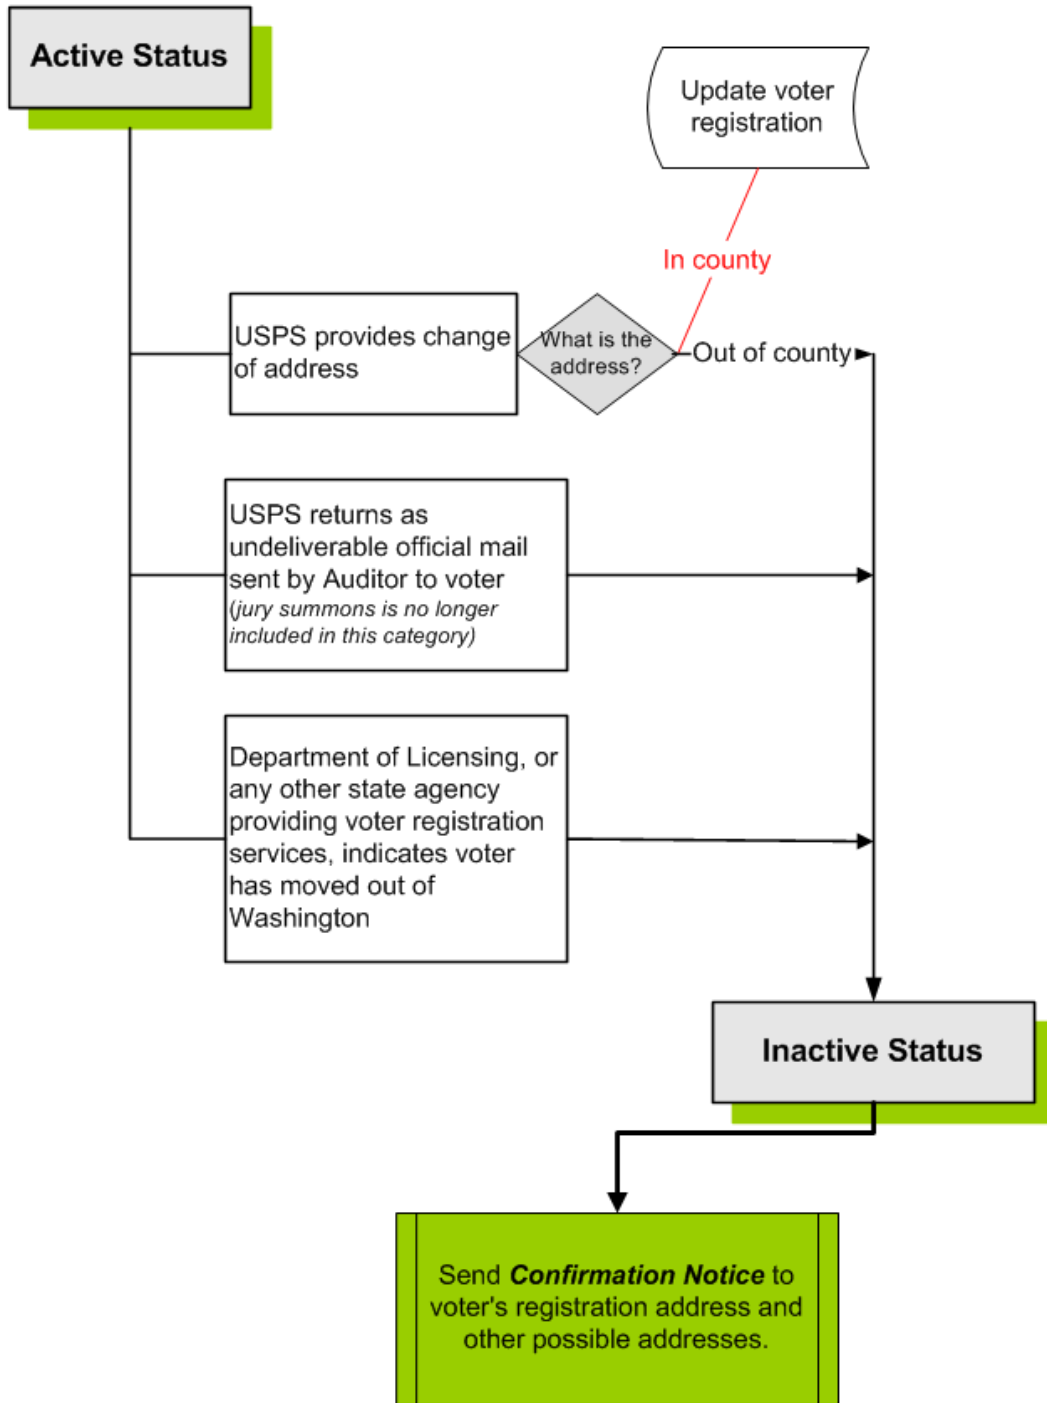 Active Status
Update voter
registration
In county
USPS provides change
of address
What is the
address?
Out of county
USPS returns as
undeliverable official mail
sent by Auditor to voter
(jury summons is no longer
included in this category)
Department of Licensing, or
any other state agency
providing voter registration
services, indicates voter
has moved out of
Washington
Inactive Status
Send Confirmation Notice to
voter's registration address and
other possible addresses.